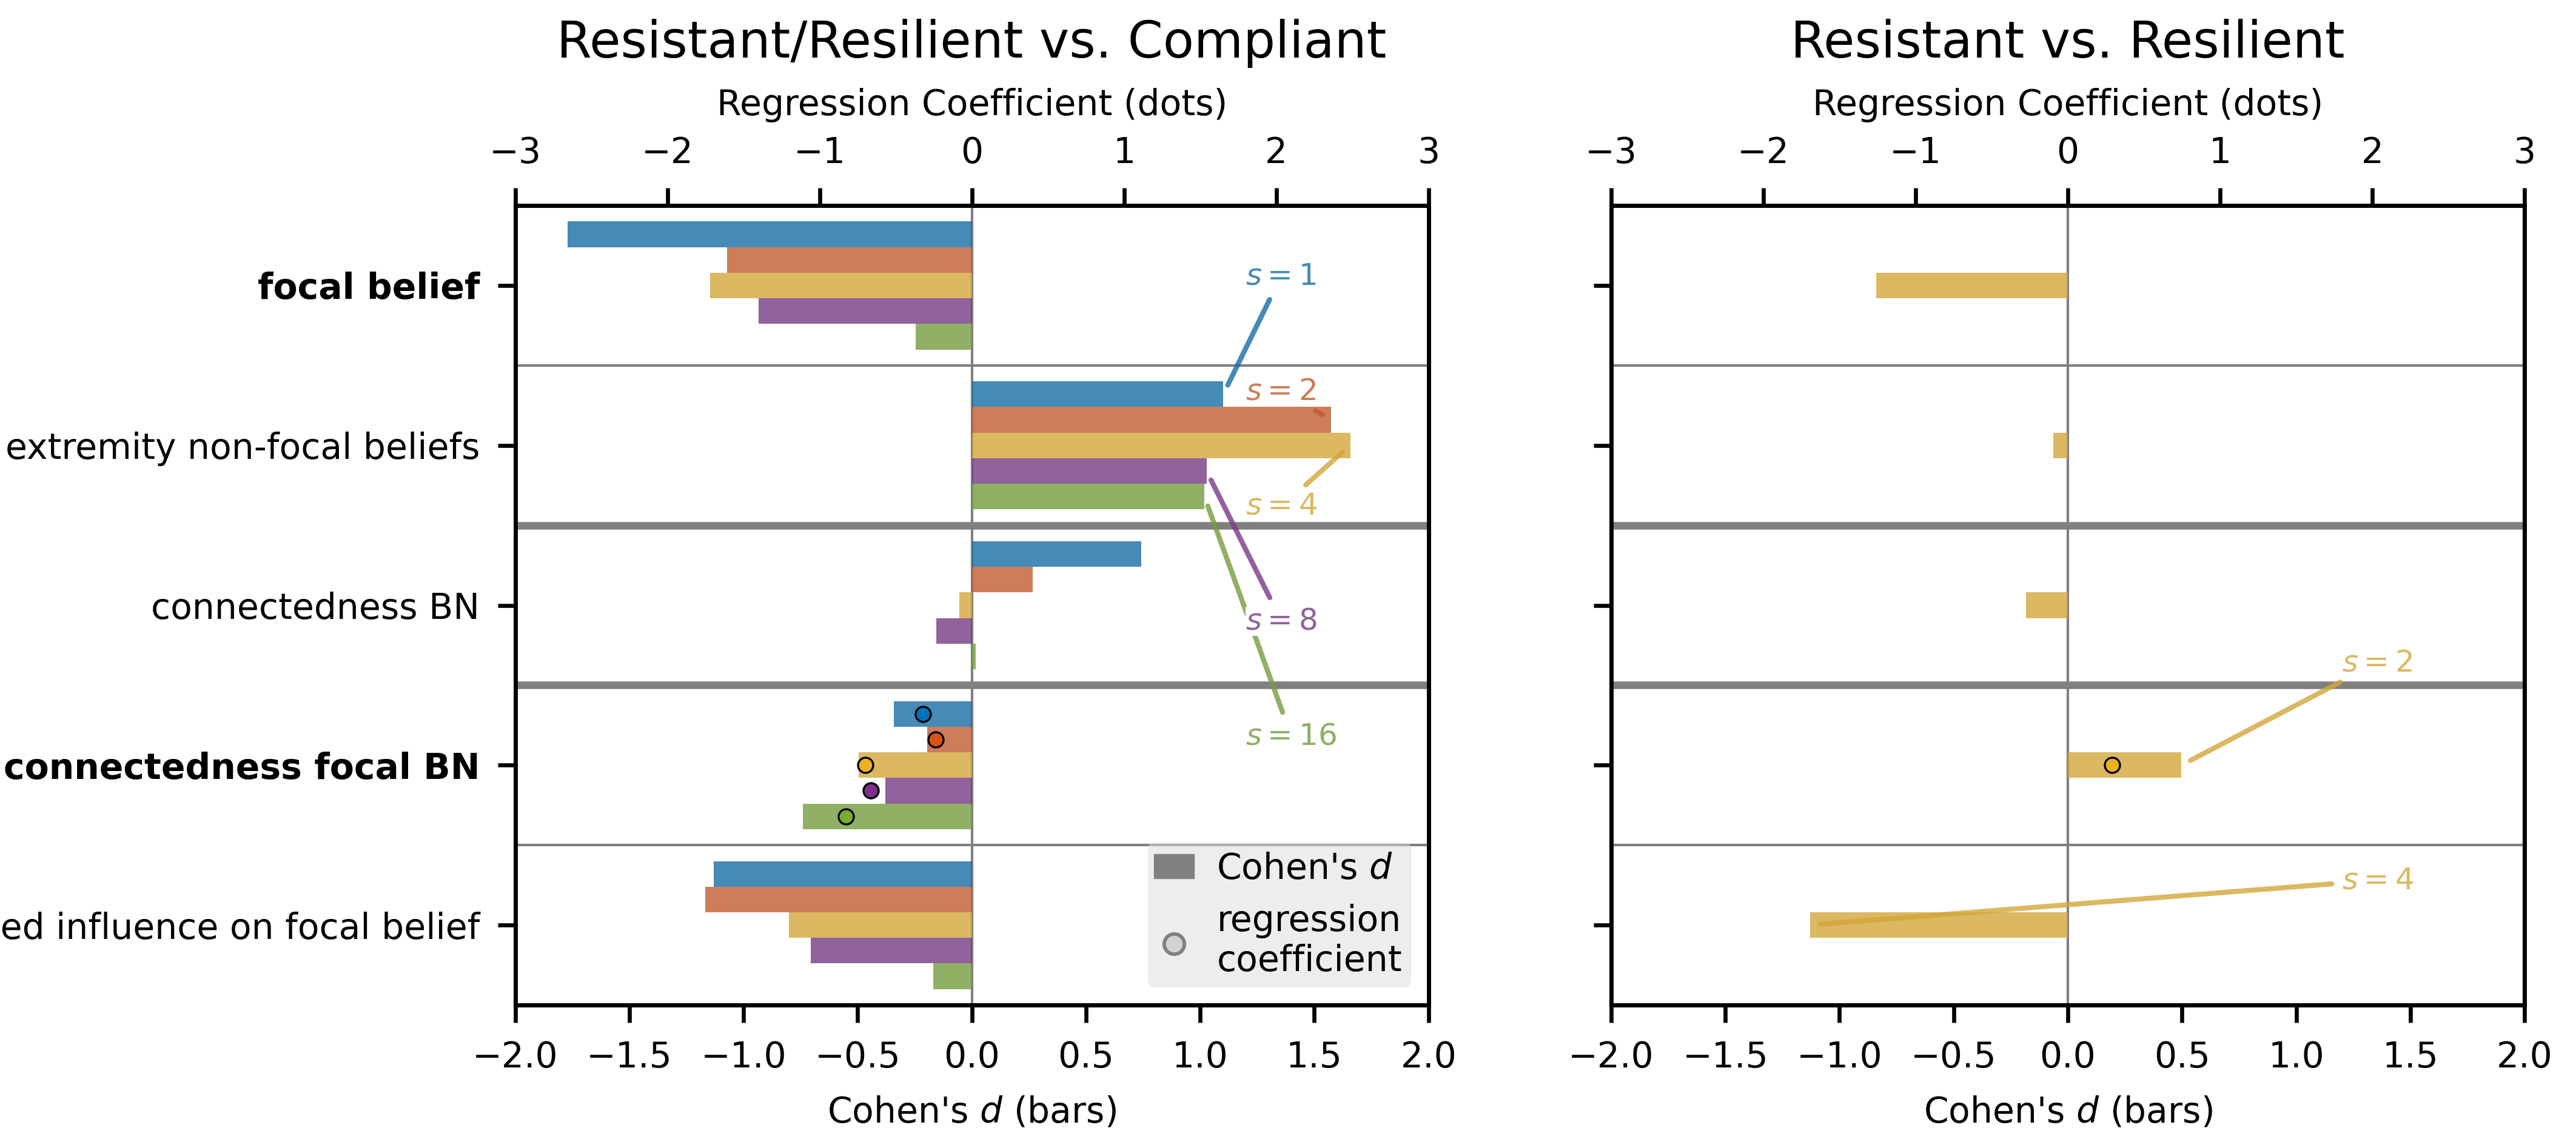 Resistant/Resilient vs. Compliant
Regression Coefficient (dots)
−3 −2 −1 0 1 2 3
focal belief
extremity non-focal beliefs
connectedness BN
connectedness focal BN
ed influence on focal belief
s = 1
s = 2
s = 4
s = 8
s = 16
Cohen's d
regression
coefficient
−2.0 −1.5 −1.0 −0.5 0.0 0.5 1.0 1.5 2.0
Cohen's d (bars)
Resistant vs. Resilient
Regression Coefficient (dots)
−3 −2 −1 0 1 2 3
s = 2
s = 4
−2.0 −1.5 −1.0 −0.5 0.0 0.5 1.0 1.5 2.0
Cohen's d (bars)